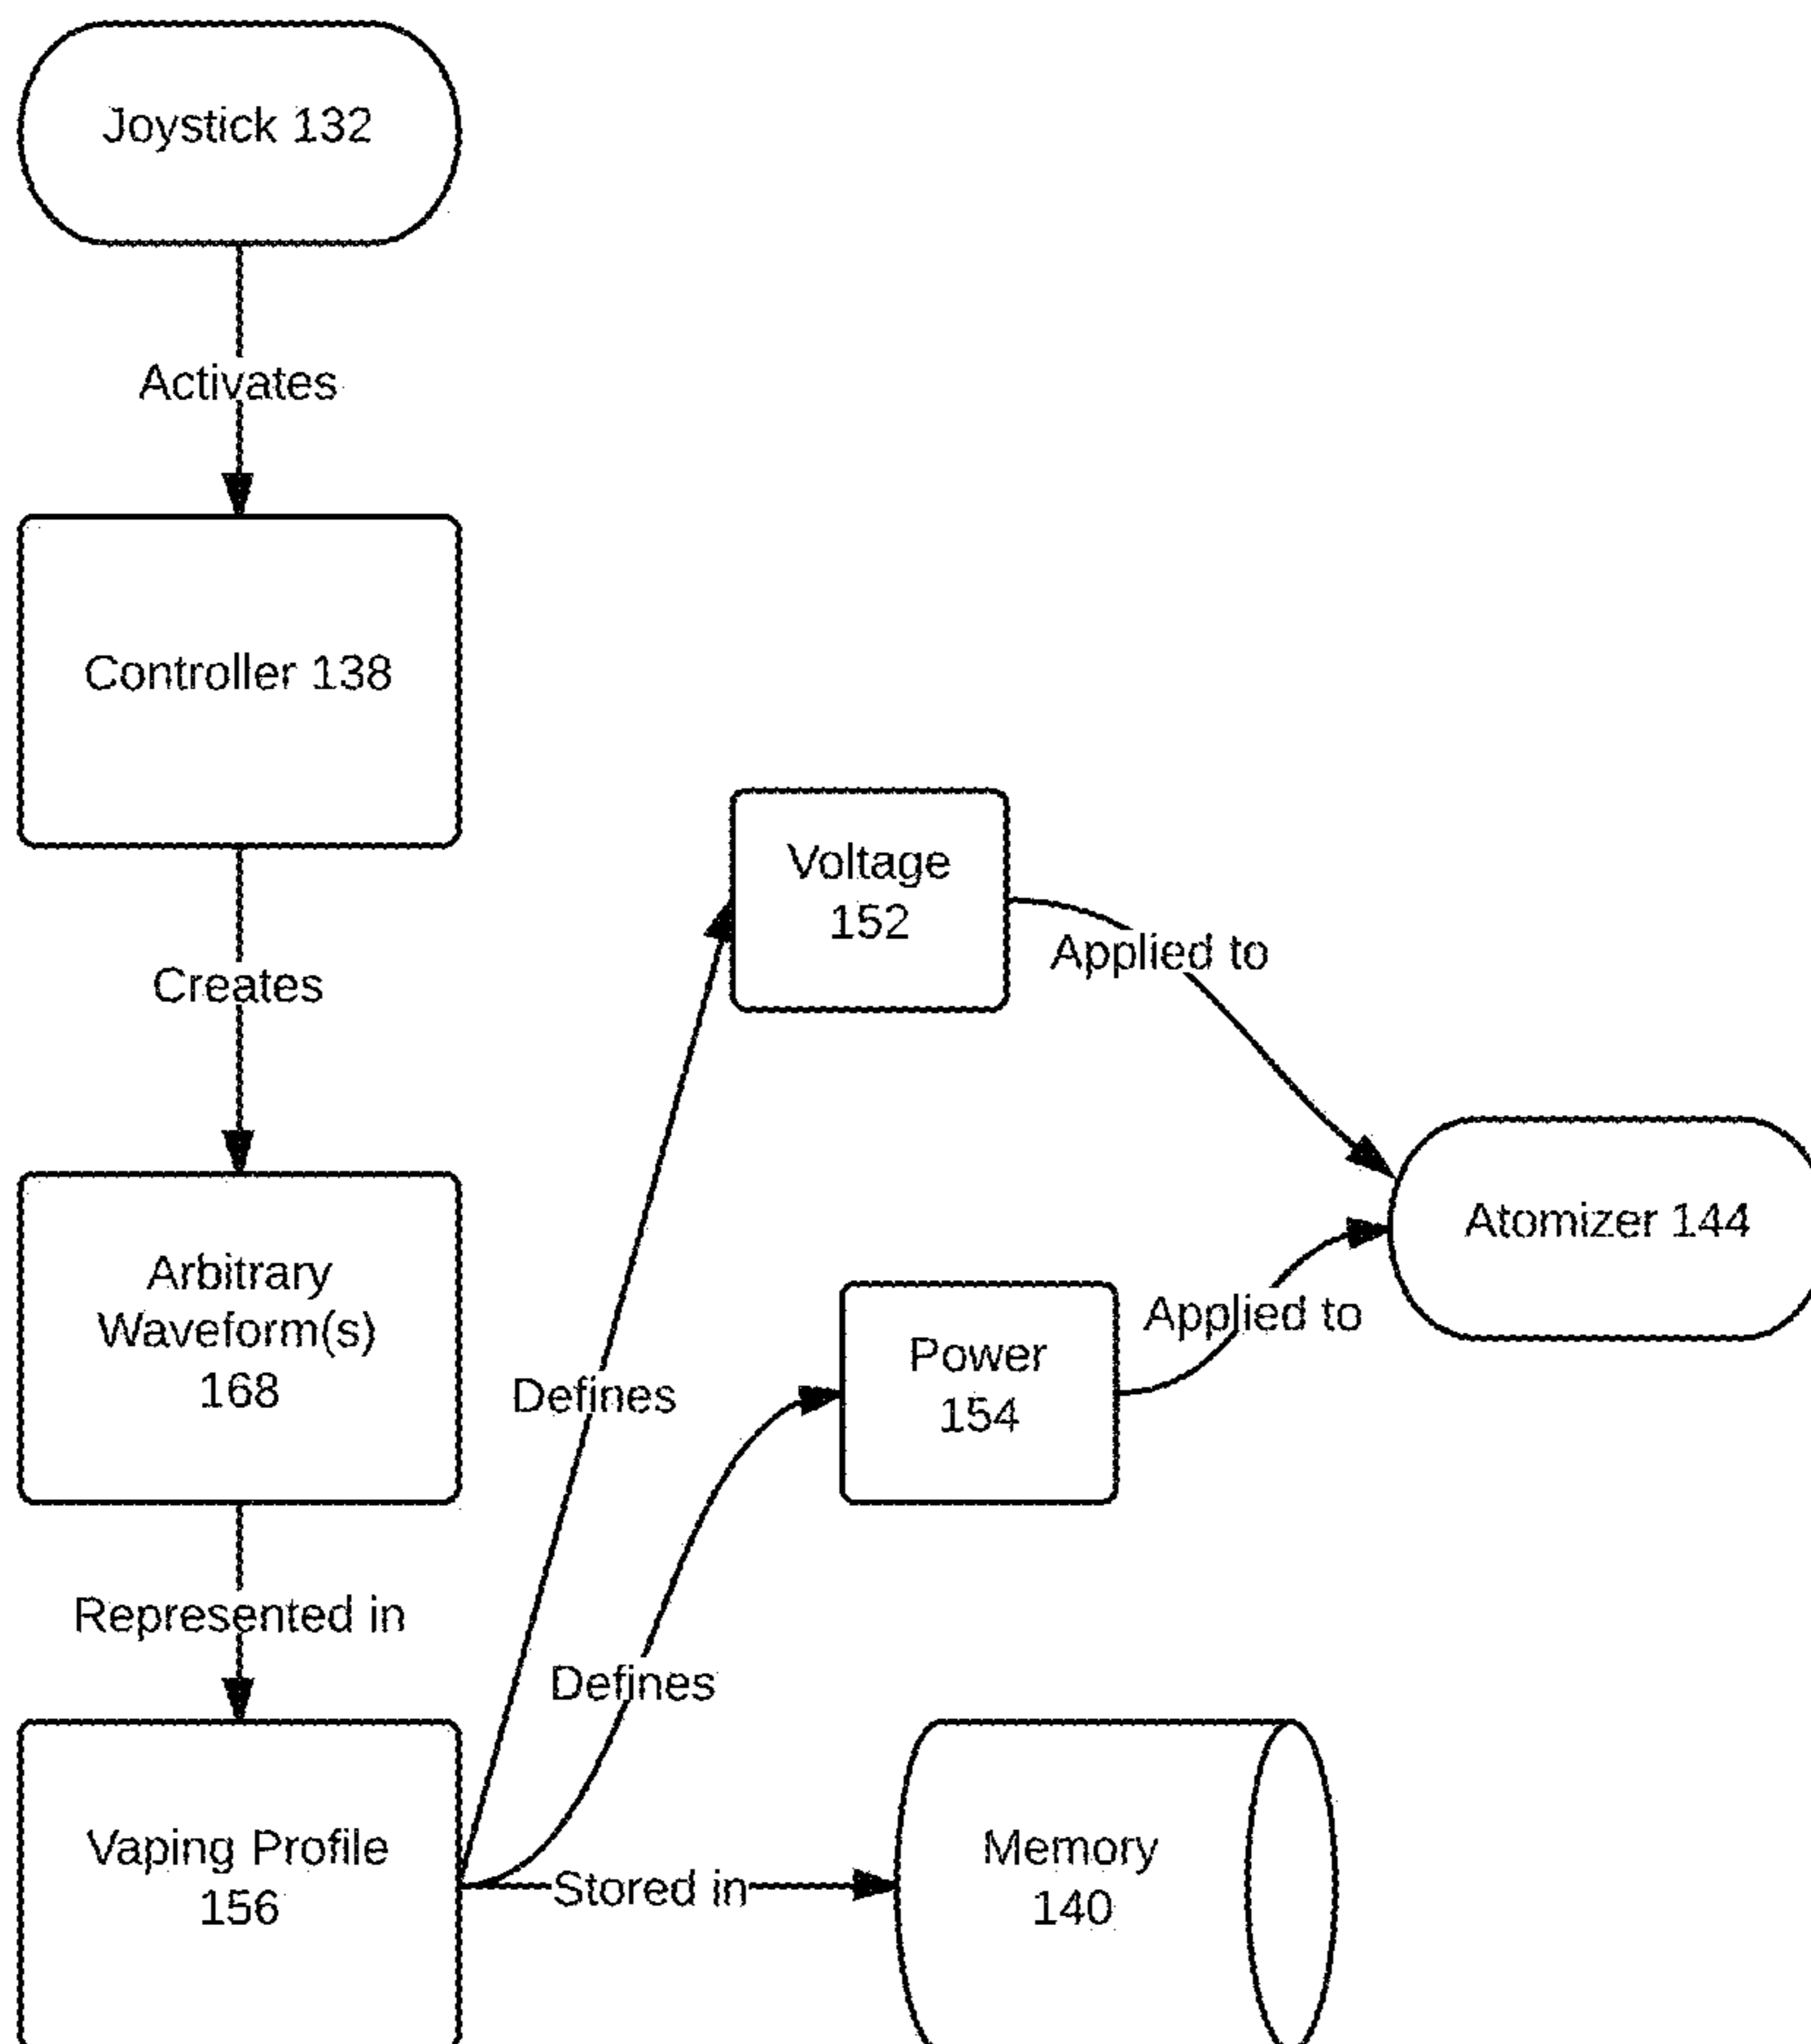 Joystick 132
Activates
Controller 138
Creates
Voltage
152
Applied to
Arbitrary
Waveform(s)
168
Defines
Power
154
Applied to
Atomizer 144
Represented in
Defines
Vaping Profile
156
Stored in
Memory
140